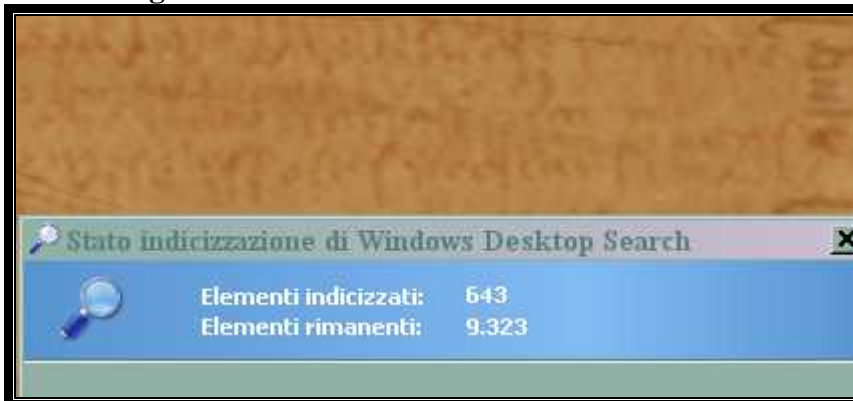 Stato indicizzazione di Windows Desktop Search
Elementi indicizzati: 643
Elementi rimanenti: 9.323